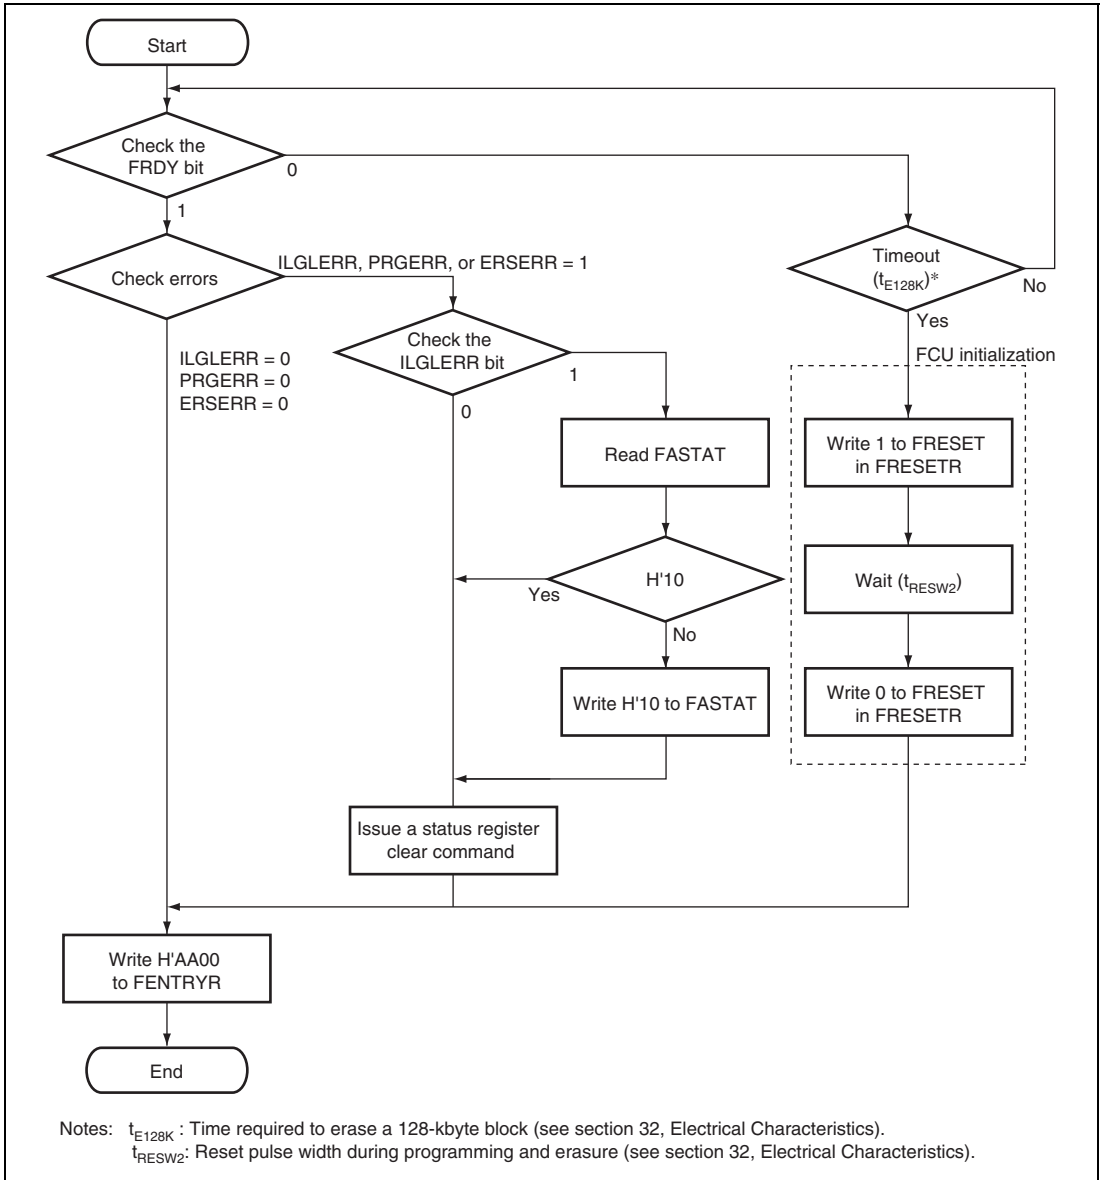 Start
Check the
FRDY bit
0
1
Check errors
ILGLERR, PRGERR, or ERSERR = 1
Timeout
(tE128K)*
No
Yes
ILGLERR = 0
PRGERR = 0
ERSERR = 0
Check the
ILGLERR bit
1
0
FCU initialization
Read FASTAT
Write 1 to FRESET
in FRESETR
H'10
Yes
No
Wait (tRESW2)
Write H'10 to FASTAT
Write 0 to FRESET
in FRESETR
Issue a status register
clear command
Write H'AA00
to FENTRYR
End
Notes: tE128K : Time required to erase a 128-kbyte block (see section 32, Electrical Characteristics).
tRESW2: Reset pulse width during programming and erasure (see section 32, Electrical Characteristics).